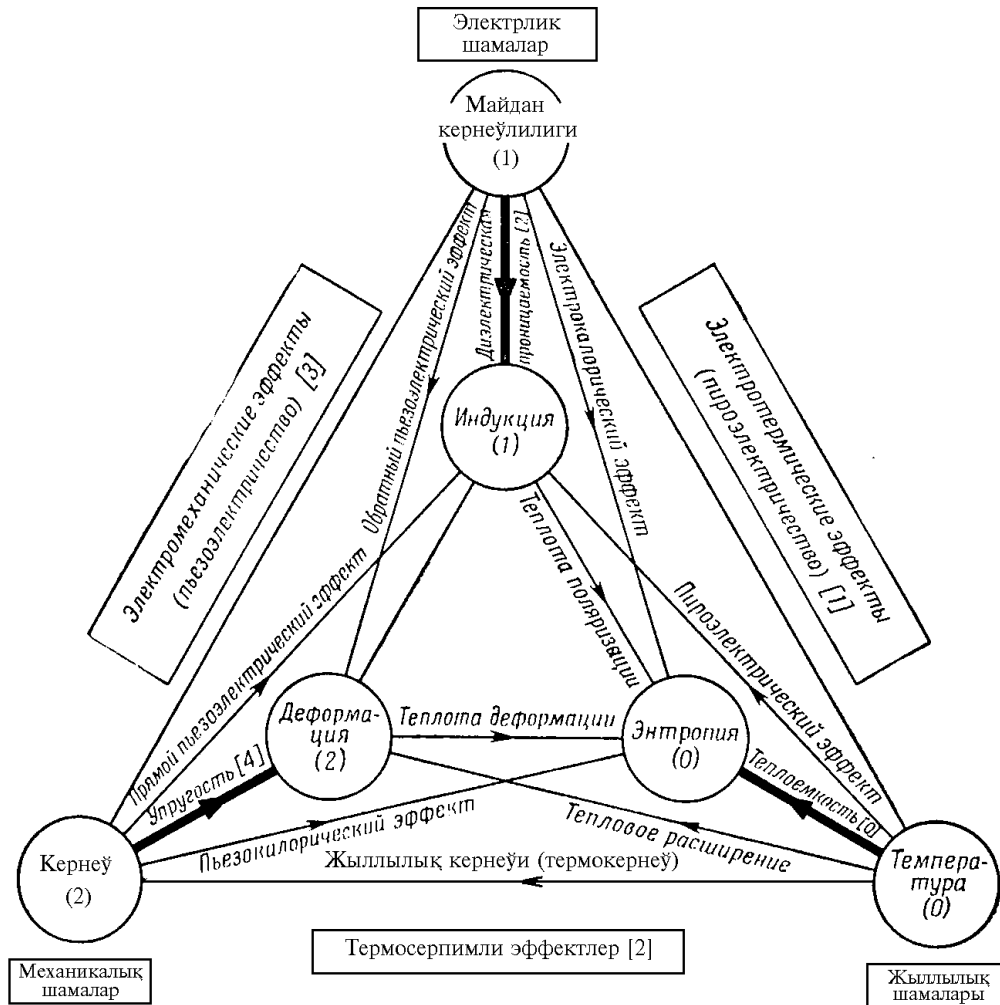 Электрлик
шамалар
Майдан
кернеўлилиги
(1)
Электромеханические эффекты
(пьезоэлектричество) [3]
Обратный пьезоэлектрический эффект
Диэлектрическая
проницаемость [2]
Электрокалорический эффект
Электротермические эффекты
(пироэлектричество) [1]
Индукция
(1)
Прямой пьезоэлектрический эффект
Теплота поляризации
Пироэлектрический эффект
Деформа-
ция
(2)
Теплота деформации
Энтропия
(0)
Упругость [4]
Теплоемкость [0]
Пьезокалорический эффект
Тепловое расширение
Кернеў
(2)
Жыллылық кернеўи (термокернеў)
Темпера-
тура
(0)
Термосерпимли эффектлер [2]
Механикалық
шамалар
Жыллылық
шамалары